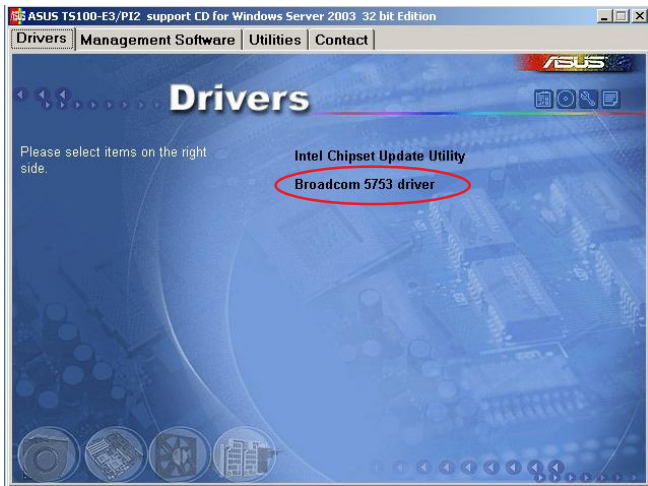 ASUS TS100-E3/PI2 support CD for Windows Server 2003 32 bit Edition
Drivers Management Software Utilities Contact
ASUS
Drivers
Please select items on the right
side.
Intel Chipset Update Utility
Broadcom 5753 driver